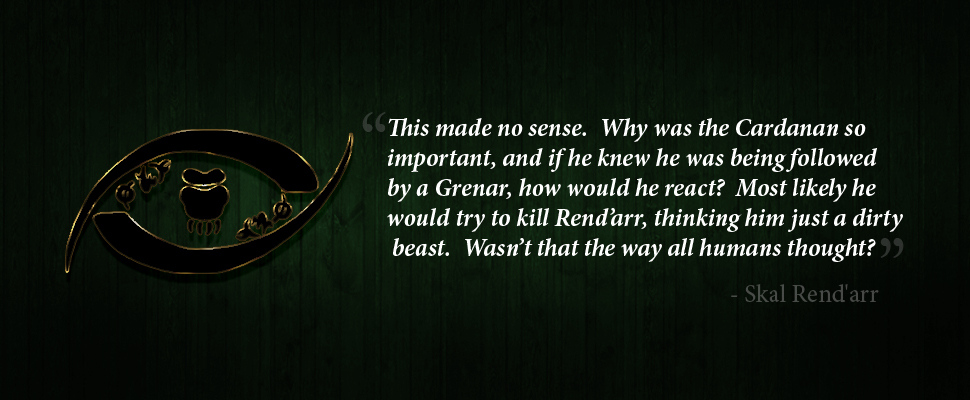 “This made no sense.  Why was the Cardanan so
important, and if he knew he was being followed
by a Grenar, how would he react?  Most likely he
would try to kill Rend’arr, thinking him just a dirty
beast.  Wasn’t that the way all humans thought?”
- Skal Rend'arr